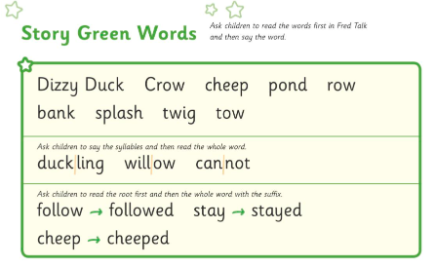 Story Green Words
Ask children to read the words first in Fred Talk
and then say the word.
Dizzy Duck Crow cheep pond row
bank splash twig tow
Ask children to say the syllables and then read the whole word.
duck|ling will|ow can|not
Ask children to read the root first and then the whole word with the suffix.
follow → followed stay → stayed
cheep → cheeped